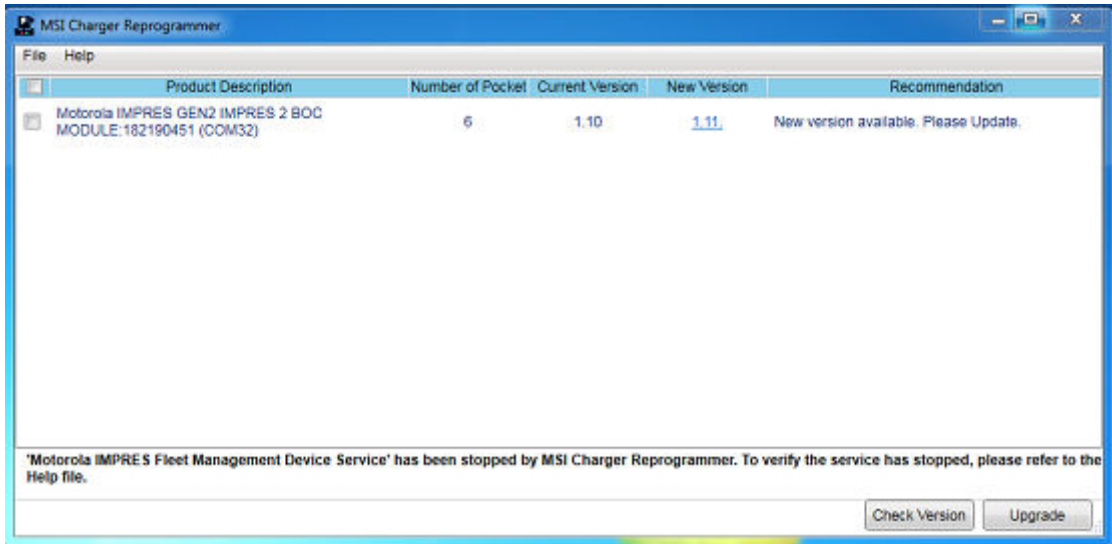 MSI Charger Reprogrammer
File Help
Product Description Number of Pocket Current Version New Version Recommendation
Motorola IMPRES GEN2 IMPRES 2 BOC
MODULE:182190451 (COM32) 6 1.10 1.11. New version available. Please Update.
'Motorola IMPRES Fleet Management Device Service' has been stopped by MSI Charger Reprogrammer. To verify the service has stopped, please refer to the
Help file.
Check Version Upgrade